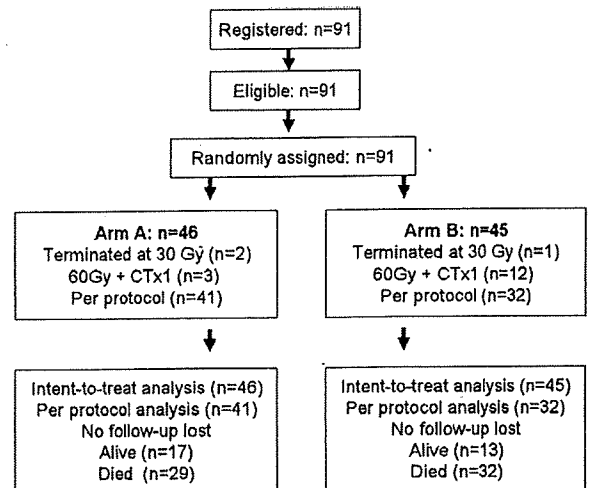 Registered: n=91
Eligible: n=91
Randomly assigned: n=91
Arm A: n=46
Terminated at 30 Gy (n=2)
60Gy + CTx1 (n=3)
Per protocol (n=41)
Arm B: n=45
Terminated at 30 Gy (n=1)
60Gy + CTx1 (n=12)
Per protocol (n=32)
Intent-to-treat analysis (n=46)
Per protocol analysis (n=41)
No follow-up lost
Alive (n=17)
Died (n=29)
Intent-to-treat analysis (n=45)
Per protocol analysis (n=32)
No follow-up lost
Alive (n=13)
Died (n=32)